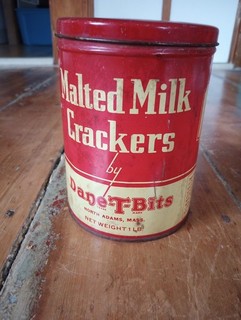 Malted Milk
Crackers
by
Dane-T-Bits
NORTH ADAMS, MASS.
NET WEIGHT 1 LB.